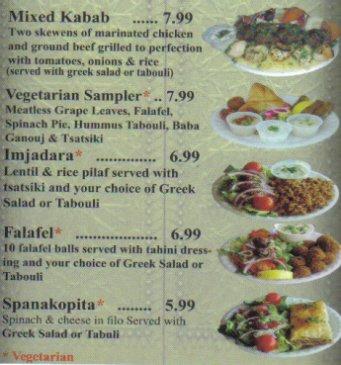 Mixed Kabab ...... 7.99
Two skewens of marinated chicken
and ground beef grilled to perfection
with tomatoes, onions & rice
(served with greek salad or tabouli)
Vegetarian Sampler* .. 7.99
Meatless Grape Leaves, Falafel,
Spinach Pie, Hummus Tabouli, Baba
Ganouj & Tsatsiki
Imjadara* ............ 6.99
Lentil & rice pilaf served with
tsatsiki and your choice of Greek
Salad or Tabouli
Falafel* ............ 6.99
10 falafel balls served with tahini dress-
ing and your choice of Greek Salad or
Tabouli
Spanakopita* ........ 5.99
Spinach & cheese in filo Served with
Greek Salad or Tabuli
* Vegetarian